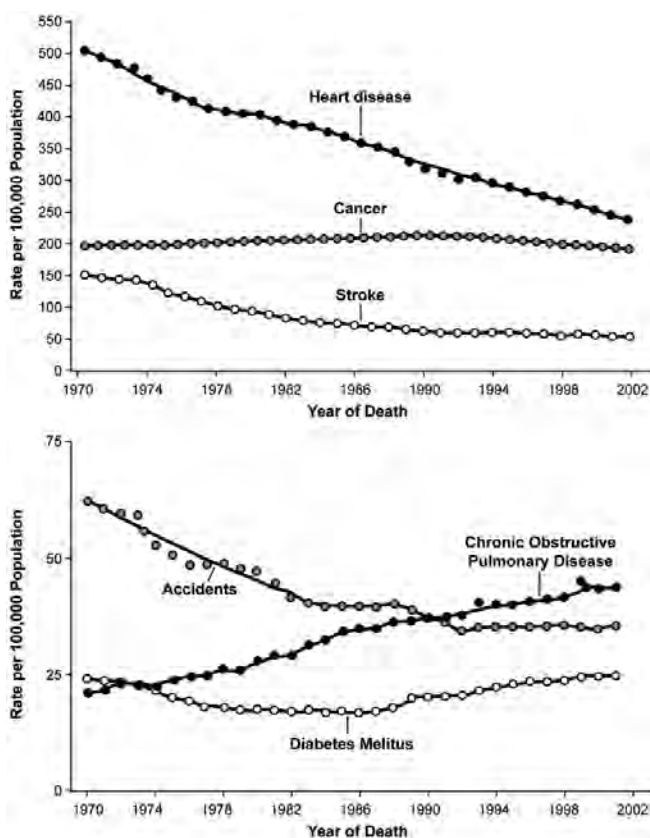 550
500
450
400
350
300
250
200
150
100
50
0
Rate per 100,000 Population
Heart disease
Cancer
Stroke
1970 1974 1978 1982 1986 1990 1994 1998 2002
Year of Death
75
50
25
0
Rate per 100,000 Population
Chronic Obstructive
Pulmonary Disease
Accidents
Diabetes Melitus
1970 1974 1978 1982 1986 1990 1994 1998 2002
Year of Death